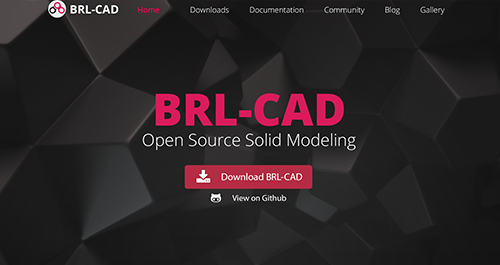 BRL-CAD Home Downloads Documentation Community Blog Gallery
BRL-CAD
Open Source Solid Modeling
Download BRL-CAD
View on Github